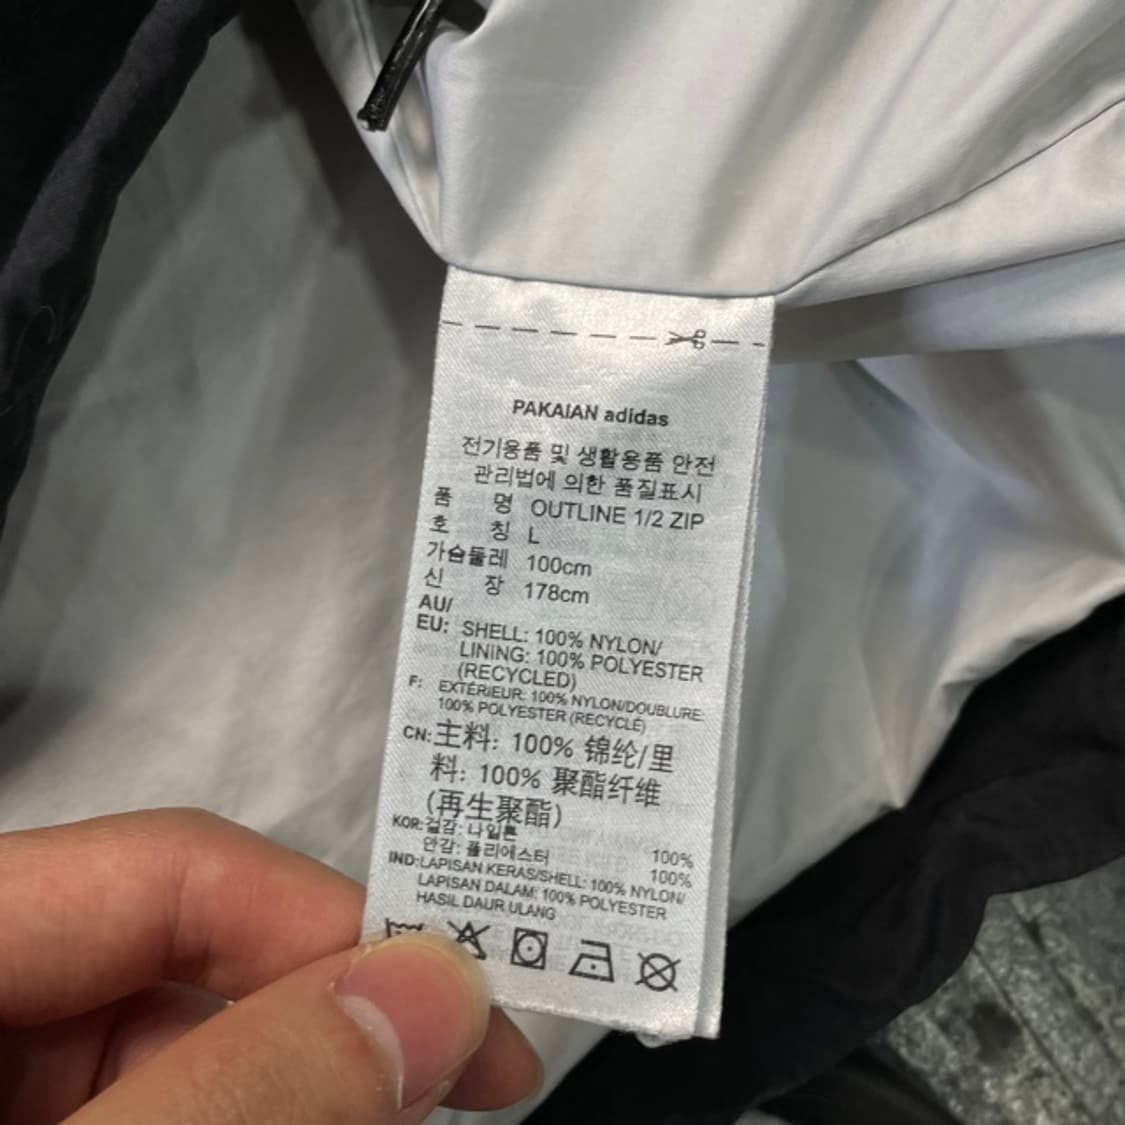 PAKAIAN adidas
전기용품 및 생활용품 안전
관리법에 의한 품질표시
품 명 OUTLINE 1/2 ZIP
호 칭 L
가슴둘레 100cm
신 장 178cm
AU/
EU: SHELL: 100% NYLON/
LINING: 100% POLYESTER
(RECYCLED)
F: EXTÉRIEUR: 100% NYLON/DOUBLURE:
100% POLYESTER (RECYCLÉ)
CN: 主料: 100% 锦纶/里
料: 100% 聚酯纤维
(再生聚酯)
KOR: 겉감: 나일론 100%
안감: 폴리에스터 100%
IND: LAPISAN KERAS/SHELL: 100% NYLON/
LAPISAN DALAM: 100% POLYESTER
HASIL DAUR ULANG